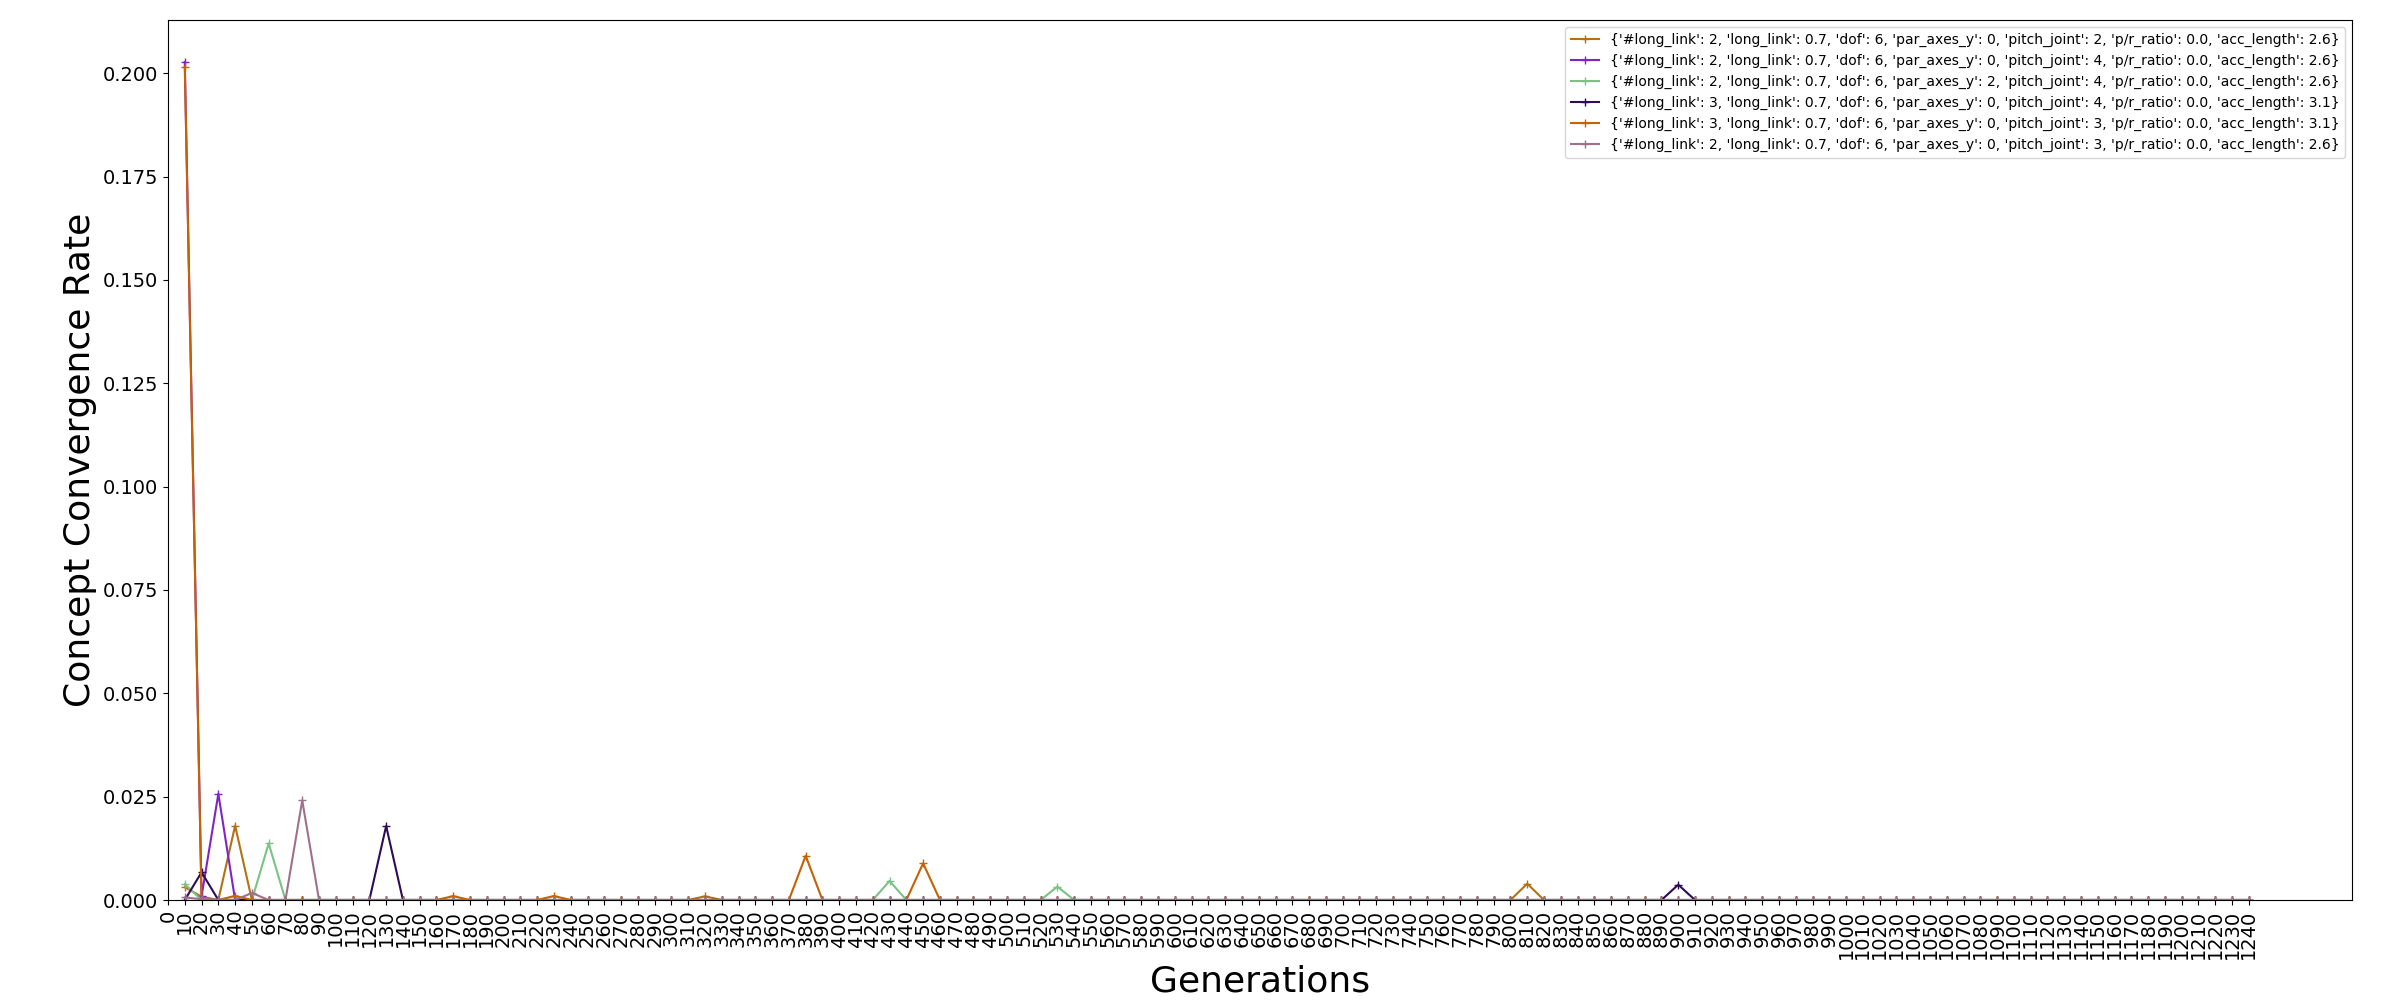 {'#long_link': 2, 'long_link': 0.7, 'dof': 6, 'par_axes_y': 0, 'pitch_joint': 2, 'p/r_ratio': 0.0, 'acc_length': 2.6}
{'#long_link': 2, 'long_link': 0.7, 'dof': 6, 'par_axes_y': 0, 'pitch_joint': 4, 'p/r_ratio': 0.0, 'acc_length': 2.6}
{'#long_link': 2, 'long_link': 0.7, 'dof': 6, 'par_axes_y': 2, 'pitch_joint': 4, 'p/r_ratio': 0.0, 'acc_length': 2.6}
{'#long_link': 3, 'long_link': 0.7, 'dof': 6, 'par_axes_y': 0, 'pitch_joint': 4, 'p/r_ratio': 0.0, 'acc_length': 3.1}
{'#long_link': 3, 'long_link': 0.7, 'dof': 6, 'par_axes_y': 0, 'pitch_joint': 3, 'p/r_ratio': 0.0, 'acc_length': 3.1}
{'#long_link': 2, 'long_link': 0.7, 'dof': 6, 'par_axes_y': 0, 'pitch_joint': 3, 'p/r_ratio': 0.0, 'acc_length': 2.6}
Concept Convergence Rate
0.200
0.175
0.150
0.125
0.100
0.075
0.050
0.025
0.000
0 10 20 30 40 50 60 70 80 90 100 110 120 130 140 150 160 170 180 190 200 210 220 230 240 250 260 270 280 290 300 310 320 330 340 350 360 370 380 390 400 410 420 430 440 450 460 470 480 490 500 510 520 530 540 550 560 570 580 590 600 610 620 630 640 650 660 670 680 690 700 710 720 730 740 750 760 770 780 790 800 810 820 830 840 850 860 870 880 890 900 910 920 930 940 950 960 970 980 990 1000 1010 1020 1030 1040 1050 1060 1070 1080 1090 1100 1110 1120 1130 1140 1150 1160 1170 1180 1190 1200 1210 1220 1230 1240
Generations